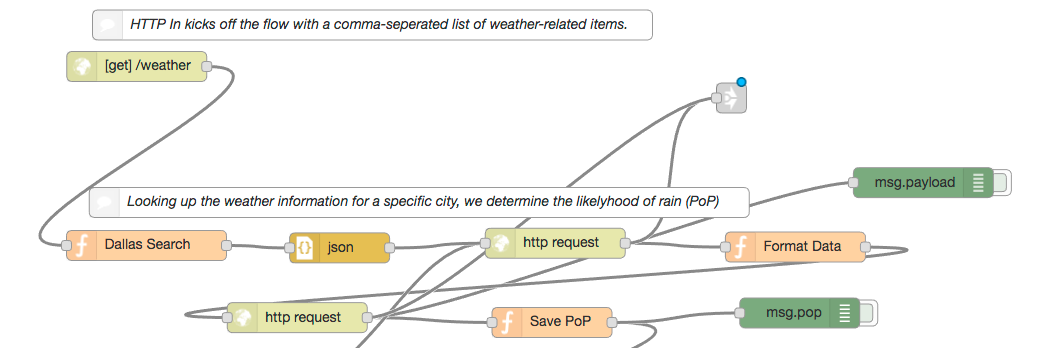 HTTP In kicks off the flow with a comma-seperated list of weather-related items.
[get] /weather
msg.payload
Looking up the weather information for a specific city, we determine the likelyhood of rain (PoP)
Dallas Search
json
http request
Format Data
http request
Save PoP
msg.pop